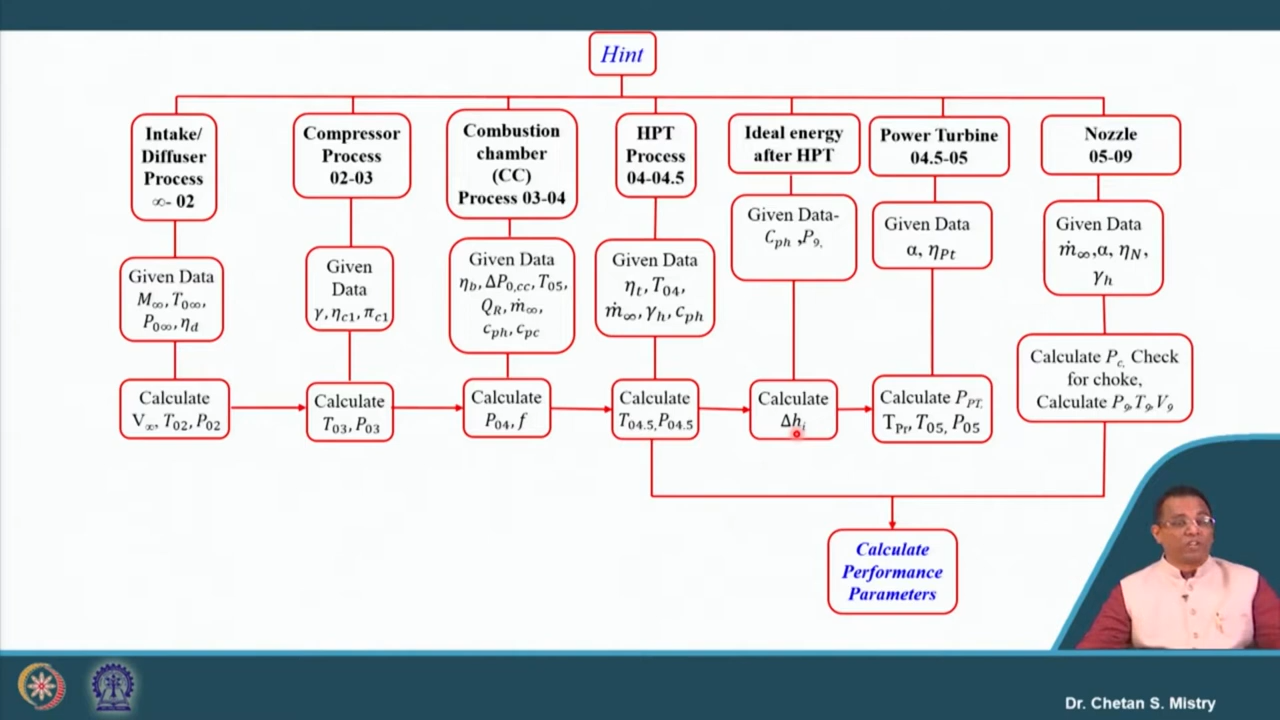 Hint
Intake/
Diffuser
Process
∞- 02
Given Data
M∞, T0∞,
P0∞, ηd
Calculate
V∞, T02, P02
Compressor
Process
02-03
Given
Data
γ, ηc1, πc1
Calculate
T03, P03
Combustion
chamber
(CC)
Process 03-04
Given Data
ηb, ΔP0,cc, T05,
QR, ṁ∞,
cph, cpc
Calculate
P04, f
HPT
Process
04-04.5
Given Data
ηt, T04,
ṁ∞, γh, cph
Calculate
T04.5, P04.5
Ideal energy
after HPT
Given Data-
Cph ,P9,
Calculate
Δhi
Power Turbine
04.5-05
Given Data
α, ηPt
Calculate PPT,
TPr, T05, P05
Nozzle
05-09
Given Data
ṁ∞,α, ηN,
γh
Calculate Pc, Check
for choke,
Calculate P9, T9, V9
Calculate
Performance
Parameters
Dr. Chetan S. Mistry